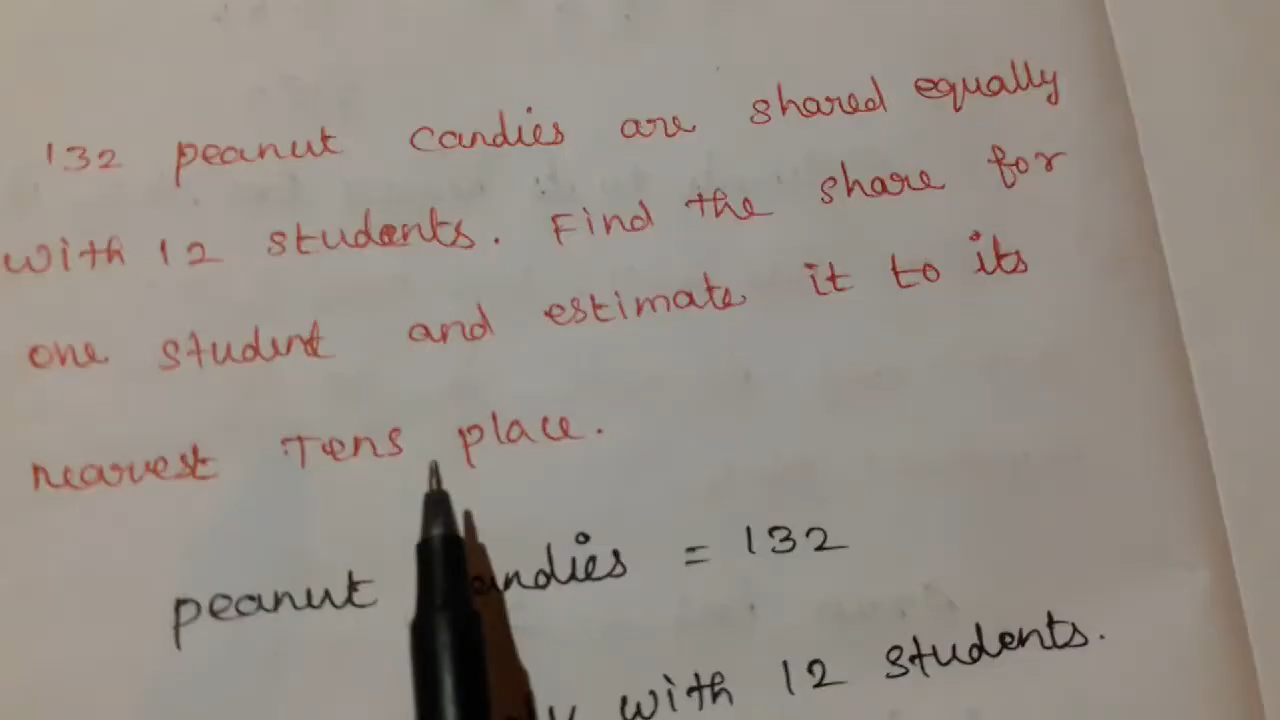 132 peanut candies are shared equally
with 12 students. Find the share for
one student and estimate it to its
nearest Tens place.
peanut candies = 132
with 12 students.